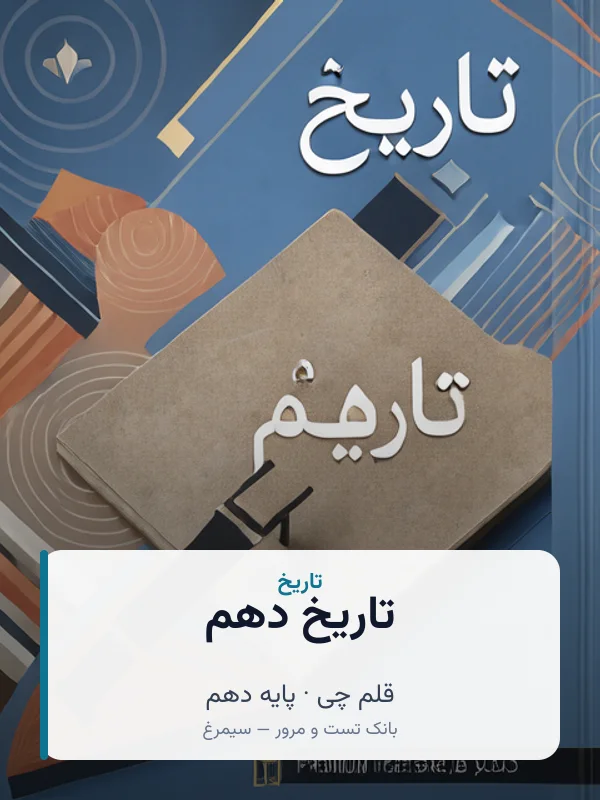 تاریخ
تاریخ
تاریخ دهم
قلم چی · پایه دهم
بانک تست و مرور – سیمرغ